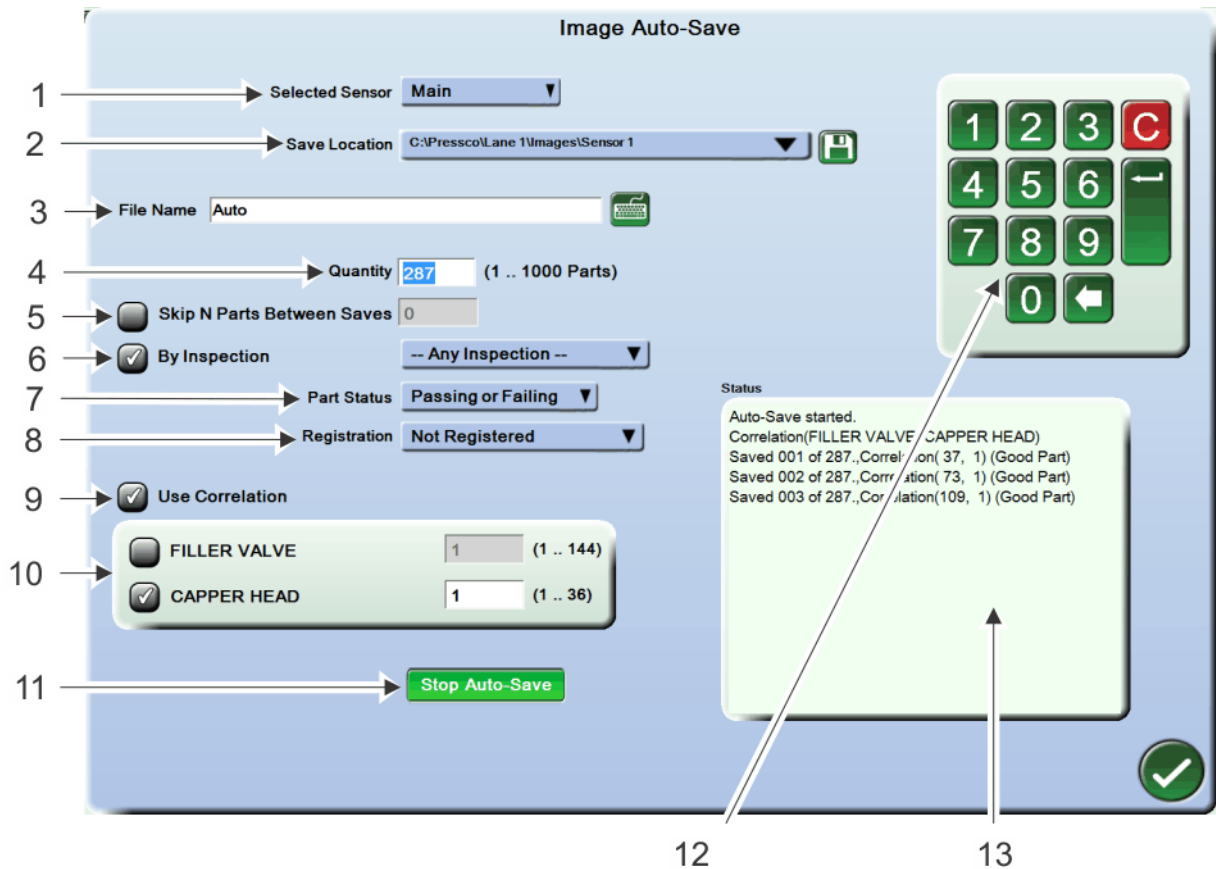 Image Auto-Save
1 Selected Sensor Main
2 Save Location C:\Pressco\Lane 1\Images\Sensor 1
3 File Name Auto
4 Quantity 287 (1 .. 1000 Parts)
5 Skip N Parts Between Saves 0
6 By Inspection -- Any Inspection --
7 Part Status Passing or Failing
8 Registration Not Registered
9 Use Correlation
10
FILLER VALVE 1 (1 .. 144)
CAPPER HEAD 1 (1 .. 36)
11 Stop Auto-Save
1 2 3 C
4 5 6
7 8 9
0
Status
Auto-Save started.
Correlation(FILLER VALVE, CAPPER HEAD)
Saved 001 of 287.,Correlation( 37, 1) (Good Part)
Saved 002 of 287.,Correlation( 73, 1) (Good Part)
Saved 003 of 287.,Correlation(109, 1) (Good Part)
12 13